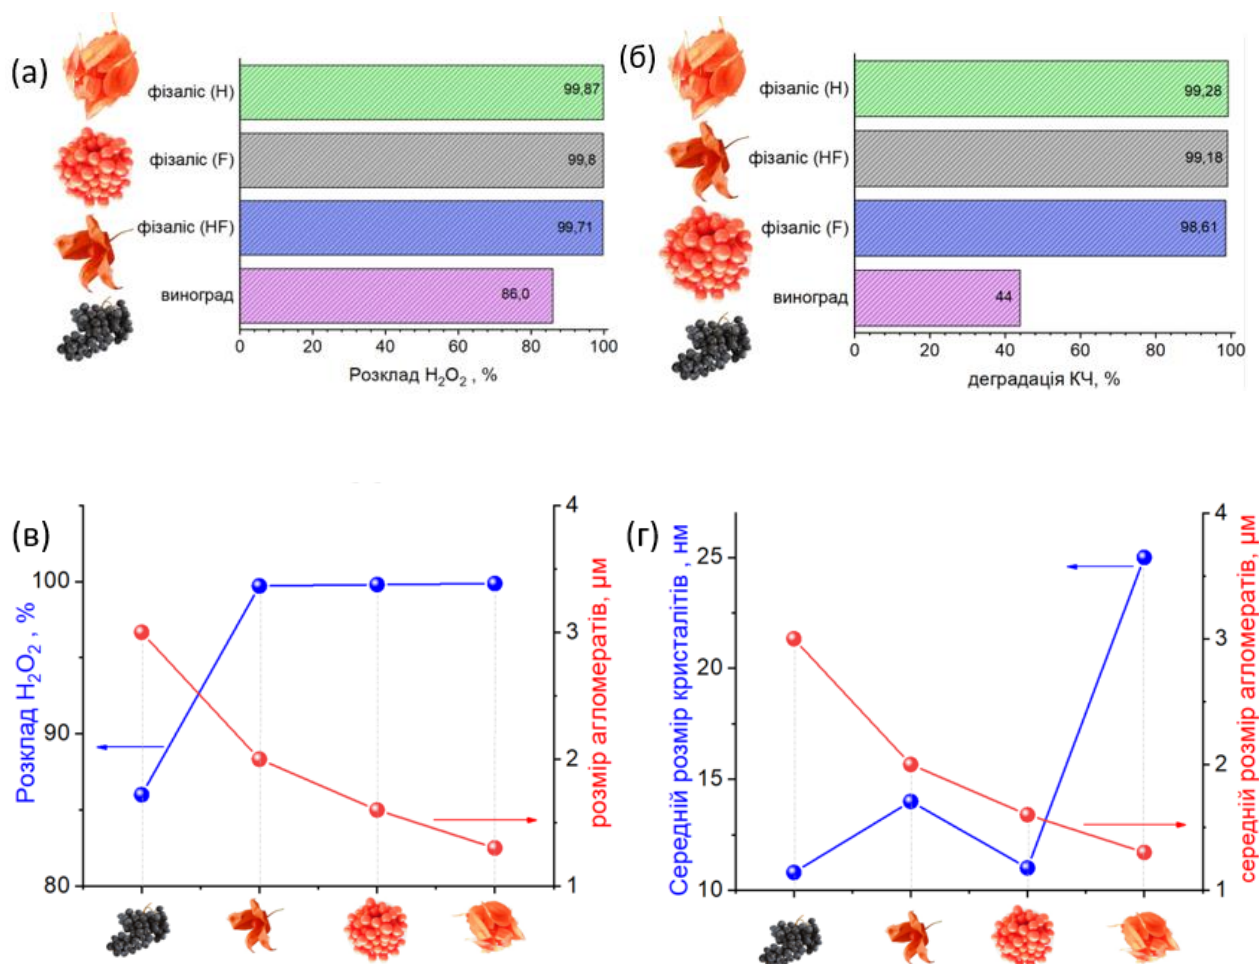 (а)
фізаліс (H)
99,87
фізаліс (F)
99,8
фізаліс (HF)
99,71
виноград
86,0
0 20 40 60 80 100
Розклад H₂O₂ , %
(б)
фізаліс (H)
99,28
фізаліс (HF)
99,18
фізаліс (F)
98,61
виноград
44
0 20 40 60 80 100
деградація КЧ, %
(в)
Розклад H₂O₂ , %
100
90
80
4
3
2
1
розмір агломератів, μм
(г)
Середній розмір кристалітів , нм
25
20
15
10
4
3
2
1
середній розмір агломератів, μм